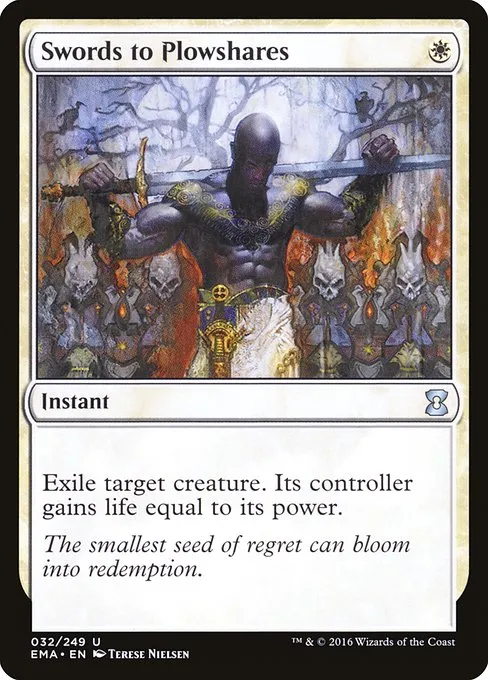 Swords to Plowshares
Instant
Exile target creature. Its controller
gains life equal to its power.
The smallest seed of regret can bloom
into redemption.
032/249 U
EMA • EN Terese Nielsen
™ & © 2016 Wizards of the Coast